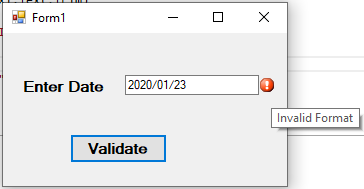 Form1
Enter Date
2020/01/23
Invalid Format
Validate